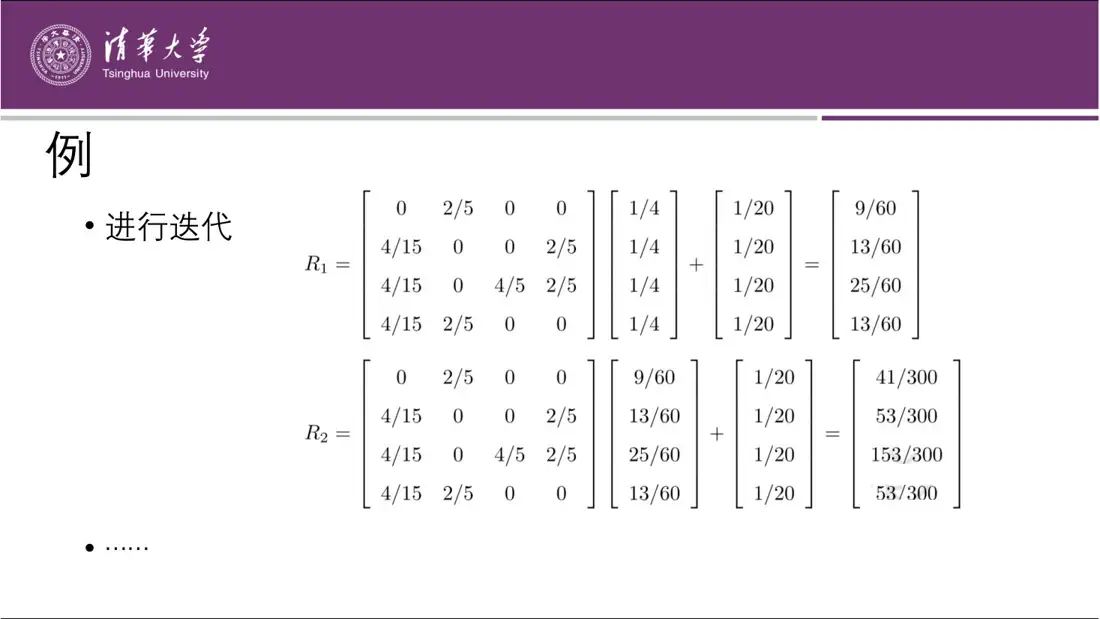 清华大学
Tsinghua University
例
• 进行迭代
R₁ = [ 0 2/5 0 0 ] [ 1/4 ] + [ 1/20 ] = [ 9/60 ]
[ 4/15 0 0 2/5 ] [ 1/4 ] [ 1/20 ] [ 13/60 ]
[ 4/15 0 4/5 2/5 ] [ 1/4 ] [ 1/20 ] [ 25/60 ]
[ 4/15 2/5 0 0 ] [ 1/4 ] [ 1/20 ] [ 13/60 ]
R₂ = [ 0 2/5 0 0 ] [ 9/60 ] + [ 1/20 ] = [ 41/300 ]
[ 4/15 0 0 2/5 ] [ 13/60 ] [ 1/20 ] [ 53/300 ]
[ 4/15 0 4/5 2/5 ] [ 25/60 ] [ 1/20 ] [ 153/300 ]
[ 4/15 2/5 0 0 ] [ 13/60 ] [ 1/20 ] [ 53/300 ]
• ……